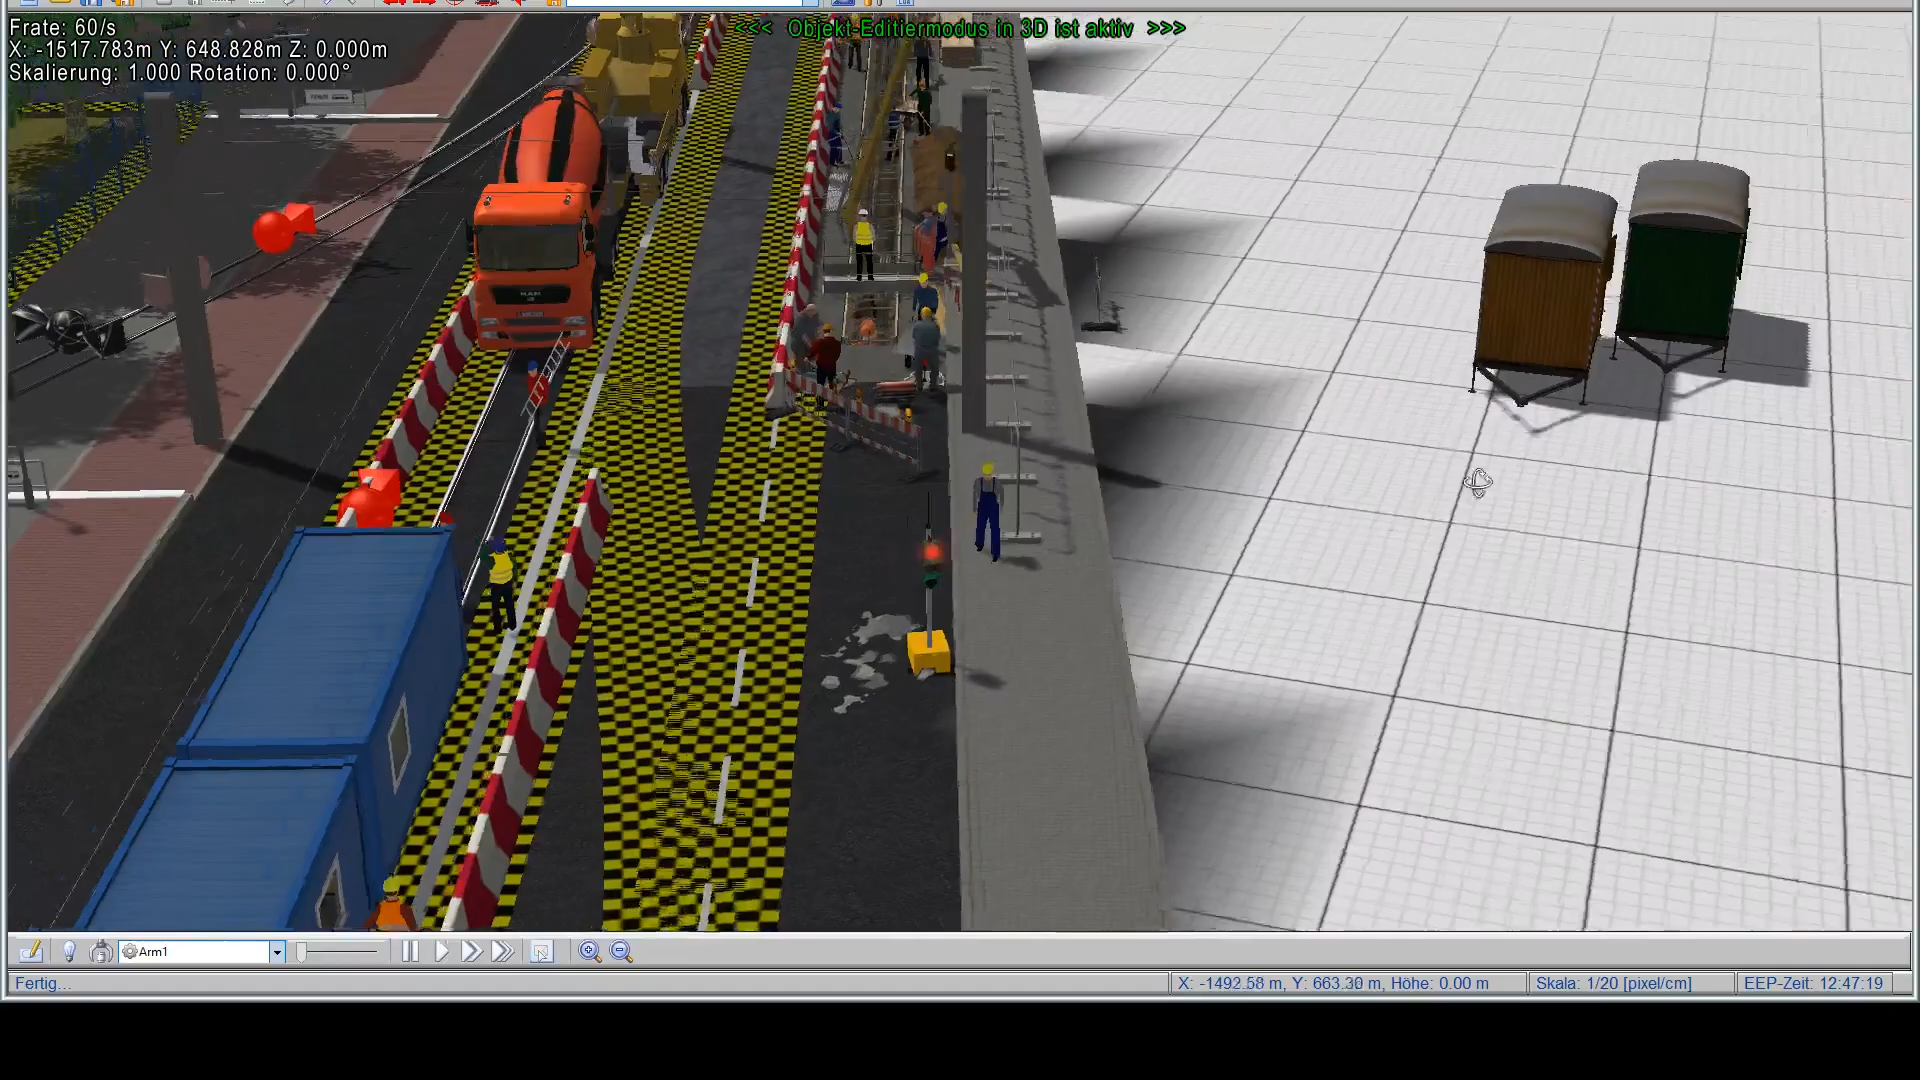 Frate: 60/s
X: -1517.783m Y: 648.828m Z: 0.000m
Skalierung: 1.000 Rotation: 0.000°
<<< Objekt-Editiermodus in 3D ist aktiv >>>
MAN
Arm1
Fertig...
X: -1492.58 m, Y: 663.30 m, Höhe: 0.00 m
Skala: 1/20 [pixel/cm]
EEP-Zeit: 12:47:19